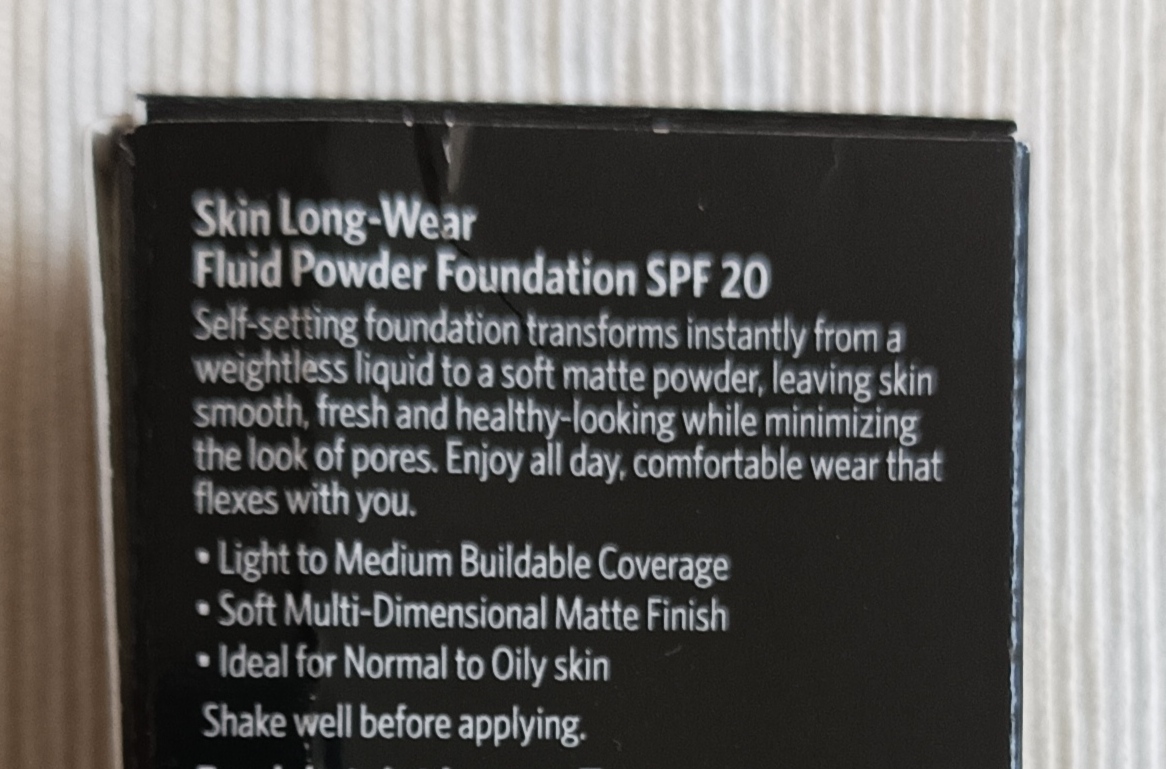 Skin Long-Wear
Fluid Powder Foundation SPF 20
Self-setting foundation transforms instantly from a
weightless liquid to a soft matte powder, leaving skin
smooth, fresh and healthy-looking while minimizing
the look of pores. Enjoy all day, comfortable wear that
flexes with you.
• Light to Medium Buildable Coverage
• Soft Multi-Dimensional Matte Finish
• Ideal for Normal to Oily skin
Shake well before applying.